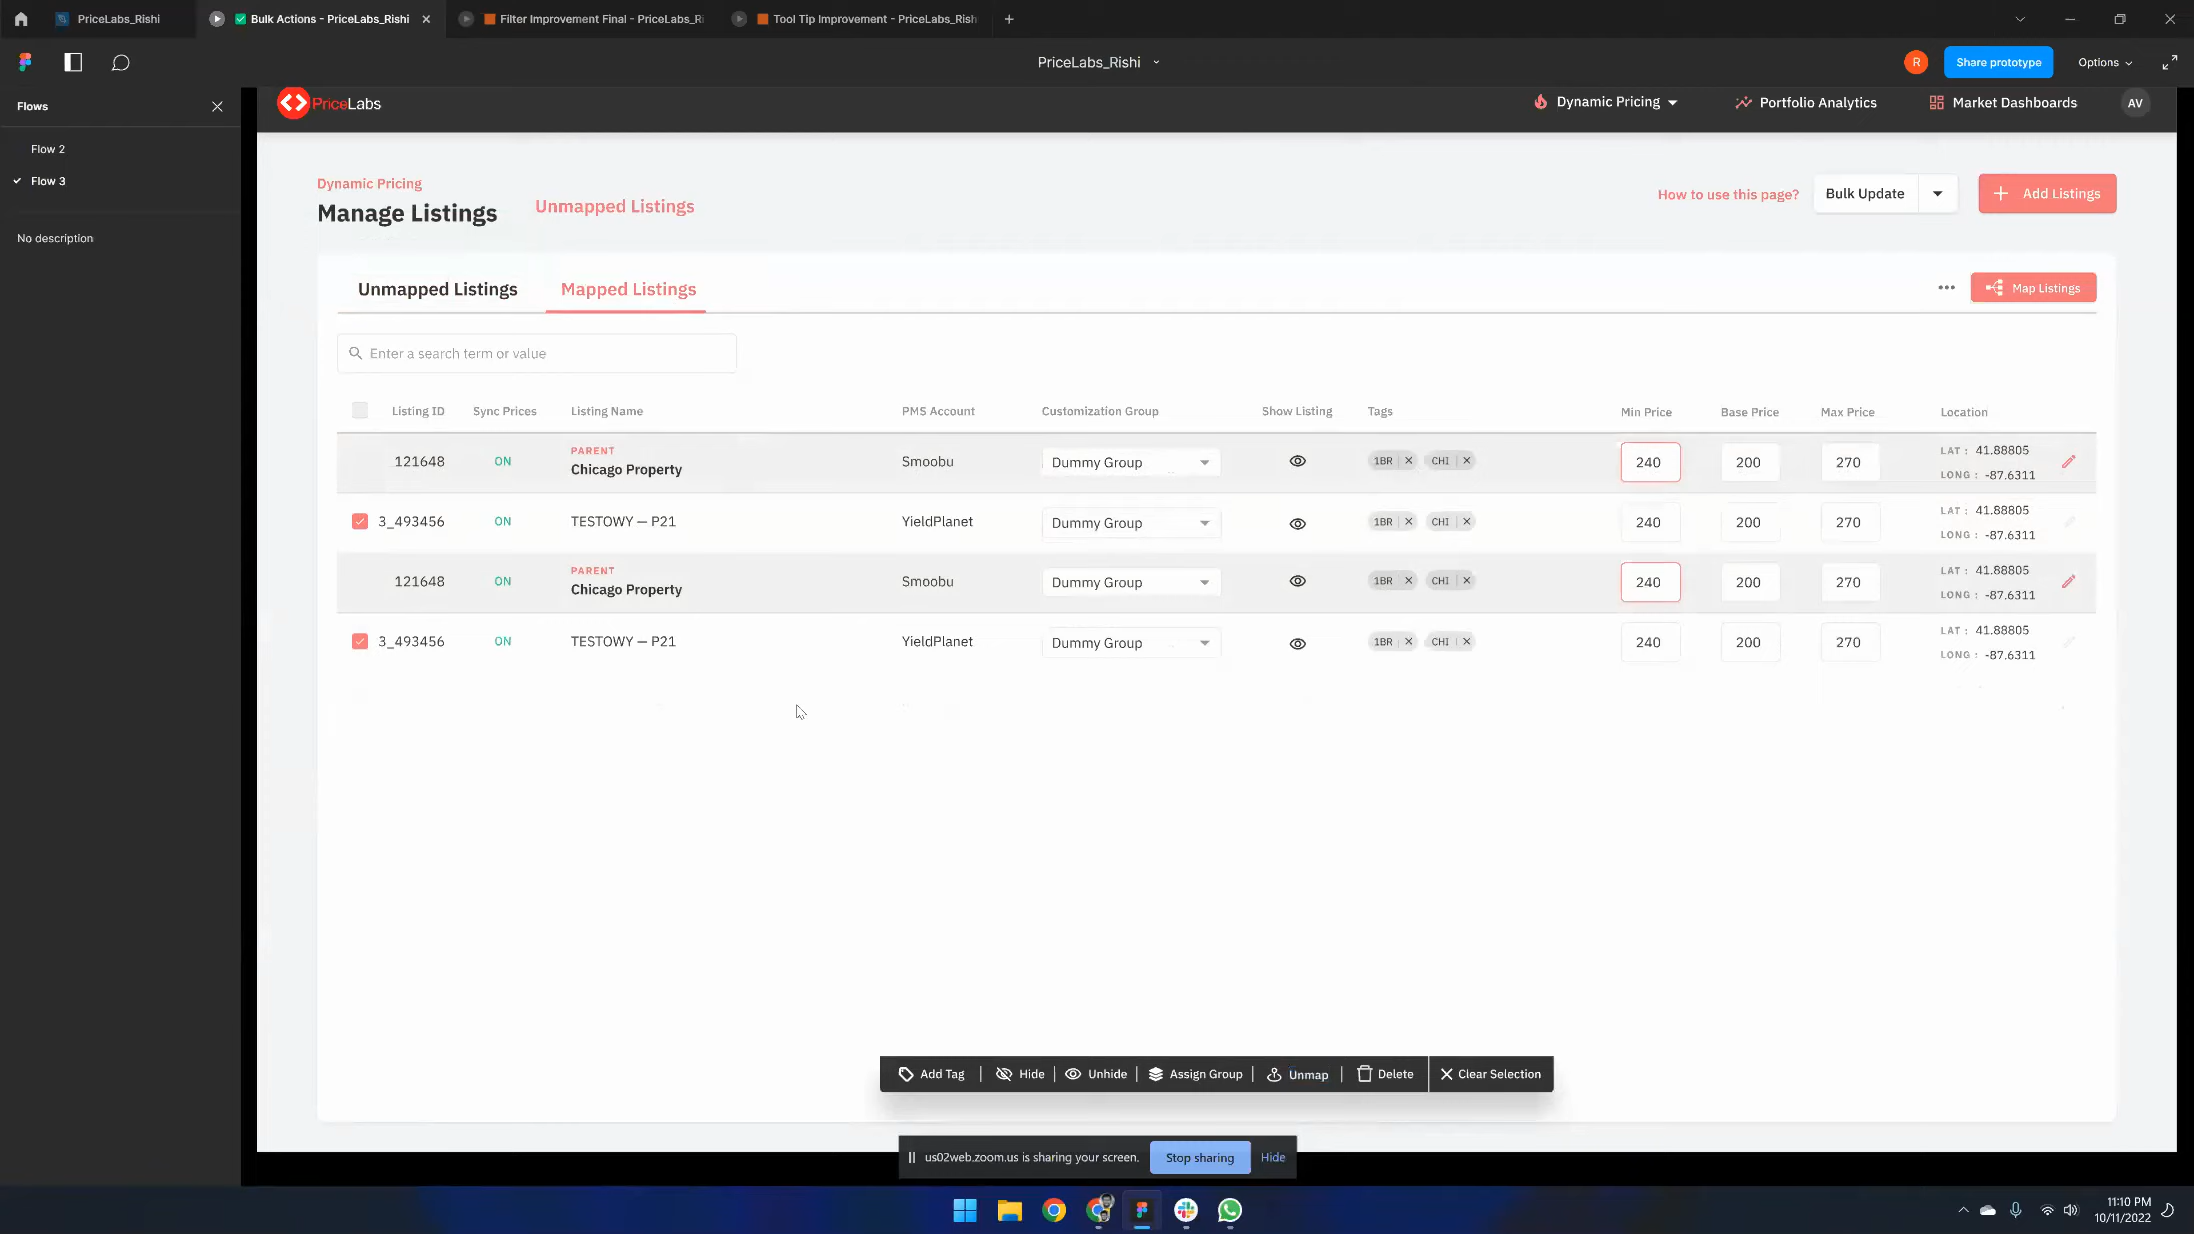 PriceLabs_Rishi
Bulk Actions - PriceLabs_Rishi
Filter Improvement Final - PriceLabs_Ri
Tool Tip Improvement - PriceLabs_Rish
PriceLabs_Rishi
R
Share prototype
Options
Flows
Flow 2
Flow 3
No description
PriceLabs
Dynamic Pricing
Portfolio Analytics
Market Dashboards
AV
Dynamic Pricing
Manage Listings
Unmapped Listings
How to use this page?
Bulk Update
Add Listings
Unmapped Listings
Mapped Listings
Map Listings
Enter a search term or value
Listing ID Sync Prices Listing Name PMS Account Customization Group Show Listing Tags Min Price Base Price Max Price Location
121648 ON PARENT Chicago Property Smoobu Dummy Group 1BR CHI 240 200 270 LAT : 41.88805 LONG : -87.6311
3_493456 ON TESTOWY — P21 YieldPlanet Dummy Group 1BR CHI 240 200 270 LAT : 41.88805 LONG : -87.6311
121648 ON PARENT Chicago Property Smoobu Dummy Group 1BR CHI 240 200 270 LAT : 41.88805 LONG : -87.6311
3_493456 ON TESTOWY — P21 YieldPlanet Dummy Group 1BR CHI 240 200 270 LAT : 41.88805 LONG : -87.6311
Add Tag | Hide | Unhide | Assign Group | Unmap | Delete Clear Selection
us02web.zoom.us is sharing your screen. Stop sharing Hide
11:10 PM
10/11/2022